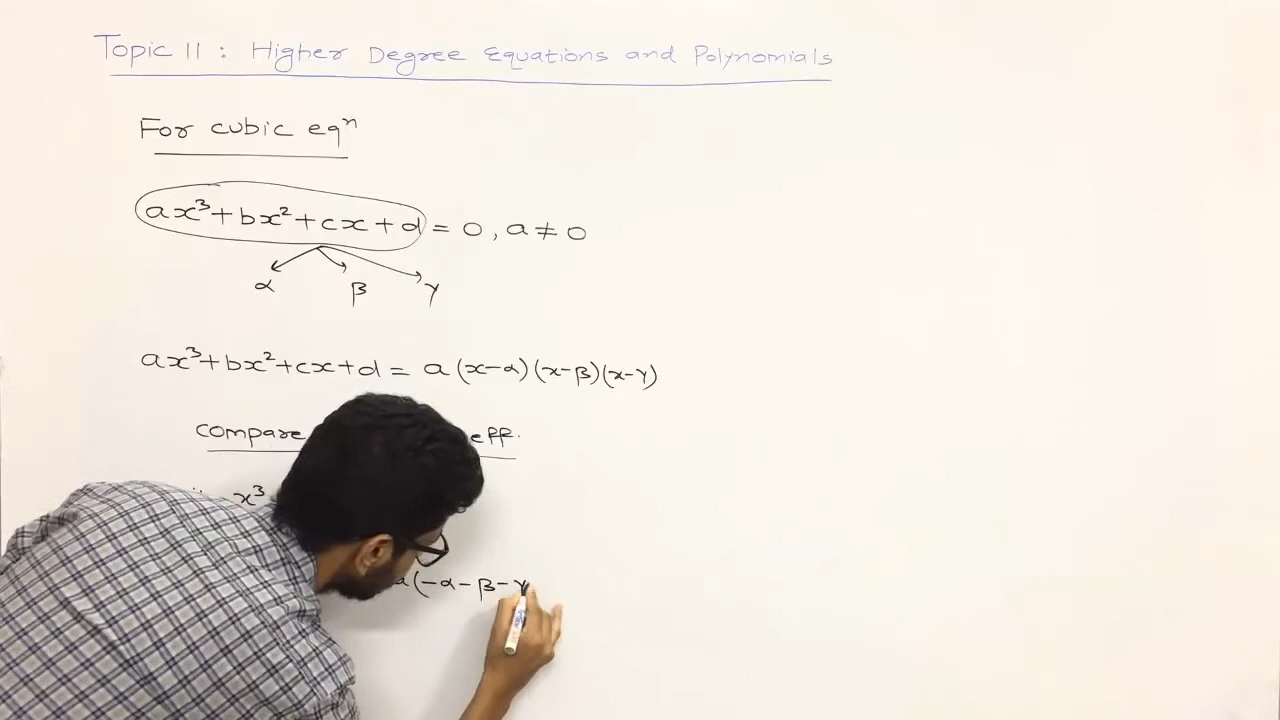 Topic 11 : Higher Degree Equations and Polynomials
For cubic eqⁿ
ax³+bx²+cx+d = 0, a≠0
α β γ
ax³+bx²+cx+d = a(x-α)(x-β)(x-γ)
compare
x³
a(-α-β-γ